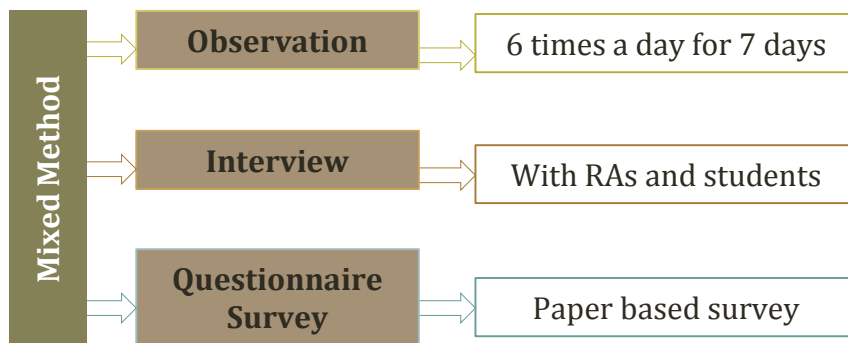 Mixed Method
Observation
6 times a day for 7 days
Interview
With RAs and students
Questionnaire
Survey
Paper based survey